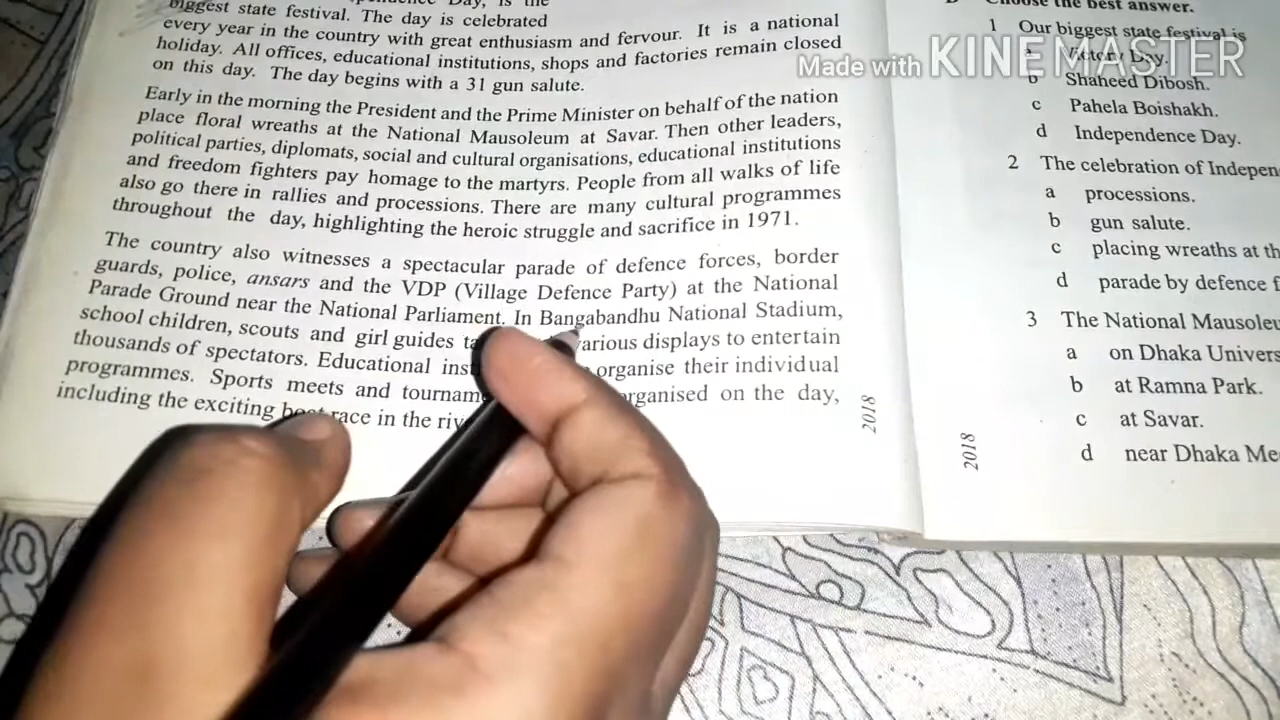 biggest state festival. The day is celebrated
every year in the country with great enthusiasm and fervour. It is a national
holiday. All offices, educational institutions, shops and factories remain closed
on this day. The day begins with a 31 gun salute.
Early in the morning the President and the Prime Minister on behalf of the nation
place floral wreaths at the National Mausoleum at Savar. Then other leaders,
political parties, diplomats, social and cultural organisations, educational institutions
and freedom fighters pay homage to the martyrs. People from all walks of life
also go there in rallies and processions. There are many cultural programmes
throughout the day, highlighting the heroic struggle and sacrifice in 1971.
The country also witnesses a spectacular parade of defence forces, border
guards, police, ansars and the VDP (Village Defence Party) at the National
Parade Ground near the National Parliament. In Bangabandhu National Stadium,
school children, scouts and girl guides displays to entertain
thousands of spectators. Educational organise their individual
programmes. Sports meets and on the day,
including the exciting race in the
2018
the best answer.
1 Our biggest state festival is
Victory Day.
b Shaheed Dibosh.
c Pahela Boishakh.
d Independence Day.
2 The celebration of
a processions.
b gun salute.
c placing wreaths at
d parade by defence
3 The National
a on Dhaka
b at Ramna Park.
c at Savar.
d near Dhaka
2018
Made with KINEMASTER